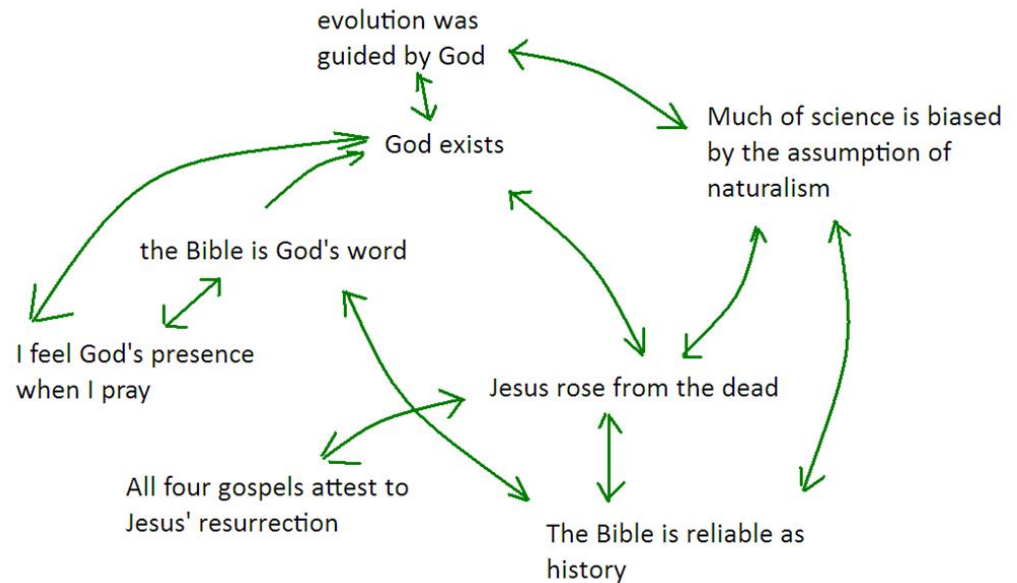 evolution was
guided by God
Much of science is biased
by the assumption of
naturalism
God exists
the Bible is God's word
I feel God's presence
when I pray
Jesus rose from the dead
All four gospels attest to
Jesus' resurrection
The Bible is reliable as
history